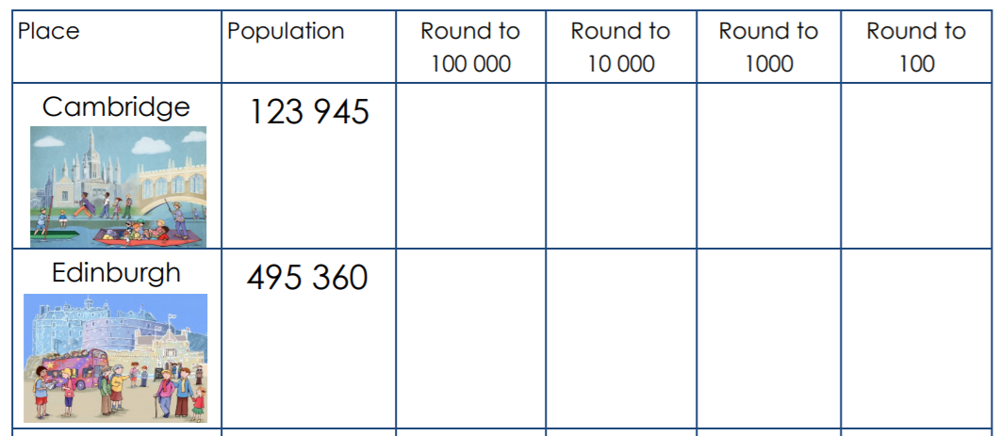 Place
Population
Round to
100 000
Round to
10 000
Round to
1000
Round to
100
Cambridge
123 945
Edinburgh
495 360